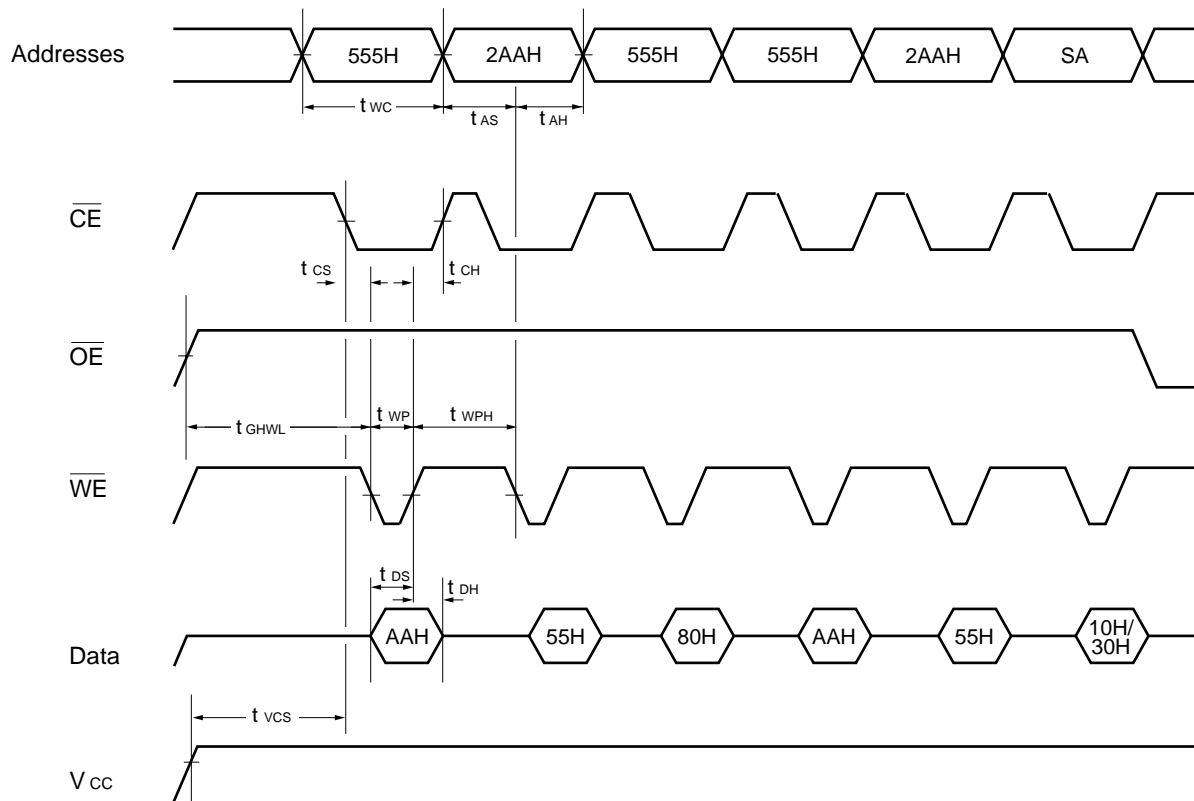 Addresses
555H 2AAH 555H 555H 2AAH SA
t WC t AS t AH
CE
t CS t CH
OE
t GHWL t WP t WPH
WE
t DS t DH
Data
AAH 55H 80H AAH 55H 10H/
30H
t VCS
V CC